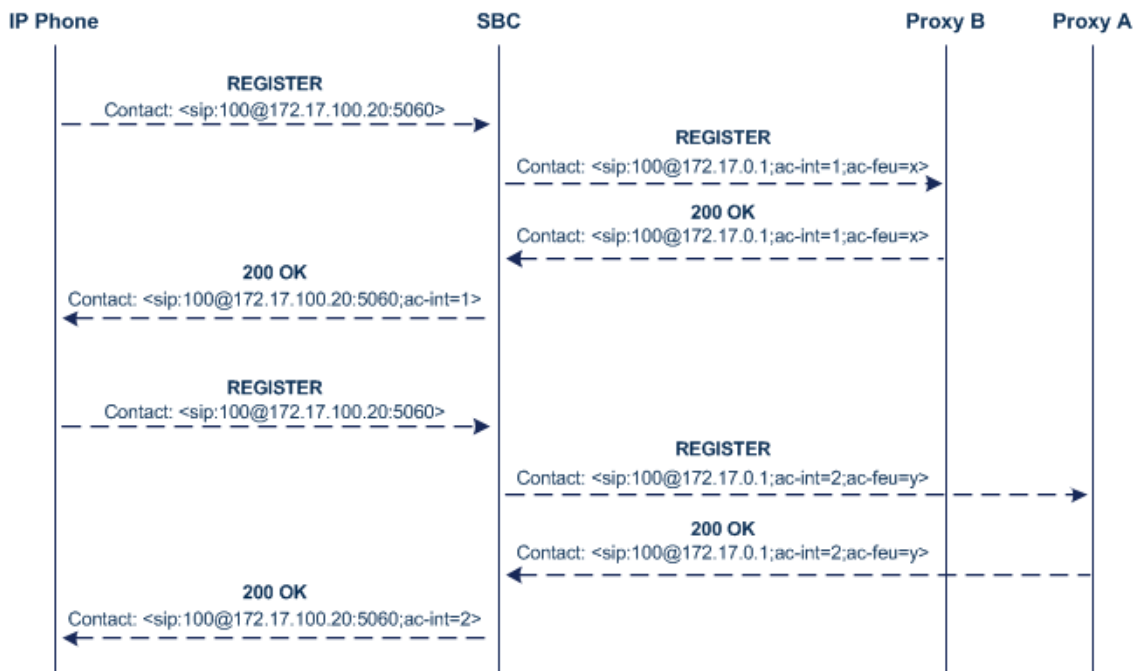 IP Phone SBC Proxy B Proxy A
REGISTER
Contact: <sip:100@172.17.100.20:5060>
REGISTER
Contact: <sip:100@172.17.0.1;ac-int=1;ac-feu=x>
200 OK
Contact: <sip:100@172.17.0.1;ac-int=1;ac-feu=x>
200 OK
Contact: <sip:100@172.17.100.20:5060;ac-int=1>
REGISTER
Contact: <sip:100@172.17.100.20:5060>
REGISTER
Contact: <sip:100@172.17.0.1;ac-int=2;ac-feu=y>
200 OK
Contact: <sip:100@172.17.0.1;ac-int=2;ac-feu=y>
200 OK
Contact: <sip:100@172.17.100.20:5060;ac-int=2>